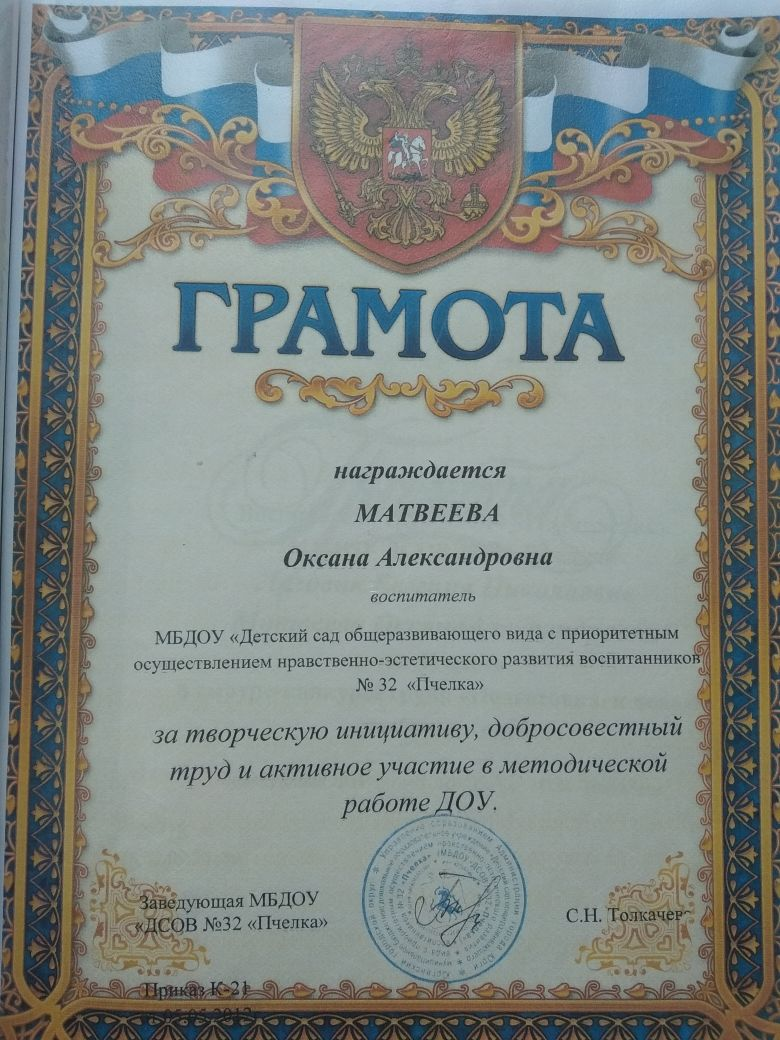 ГРАМОТА
награждается
МАТВЕЕВА
Оксана Александровна
воспитатель
МБДОУ «Детский сад общеразвивающего вида с приоритетным
осуществлением нравственно-эстетического развития воспитанников
№ 32 «Пчелка»
за творческую инициативу, добросовестный
труд и активное участие в методической
работе ДОУ.
Заведующая МБДОУ
«ДСОВ №32 «Пчелка»
С.Н. Толкачев
Приказ К-21